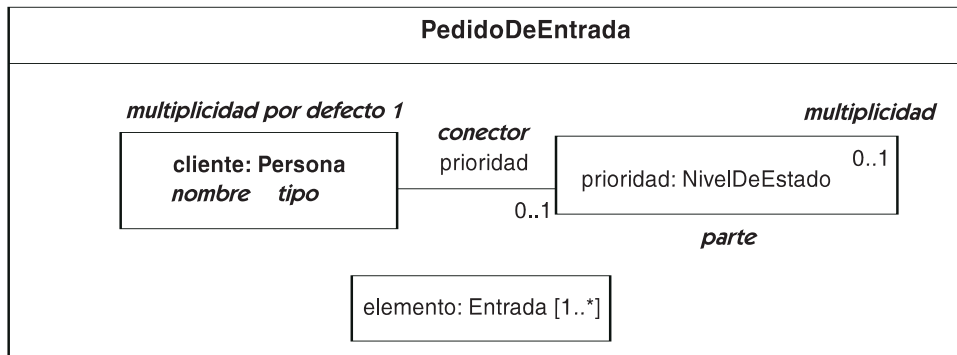 PedidoDeEntrada
multiplicidad por defecto 1
multiplicidad
conector
cliente: Persona
prioridad
0..1
nombre tipo
prioridad: NivelDeEstado
0..1
parte
elemento: Entrada [1..*]